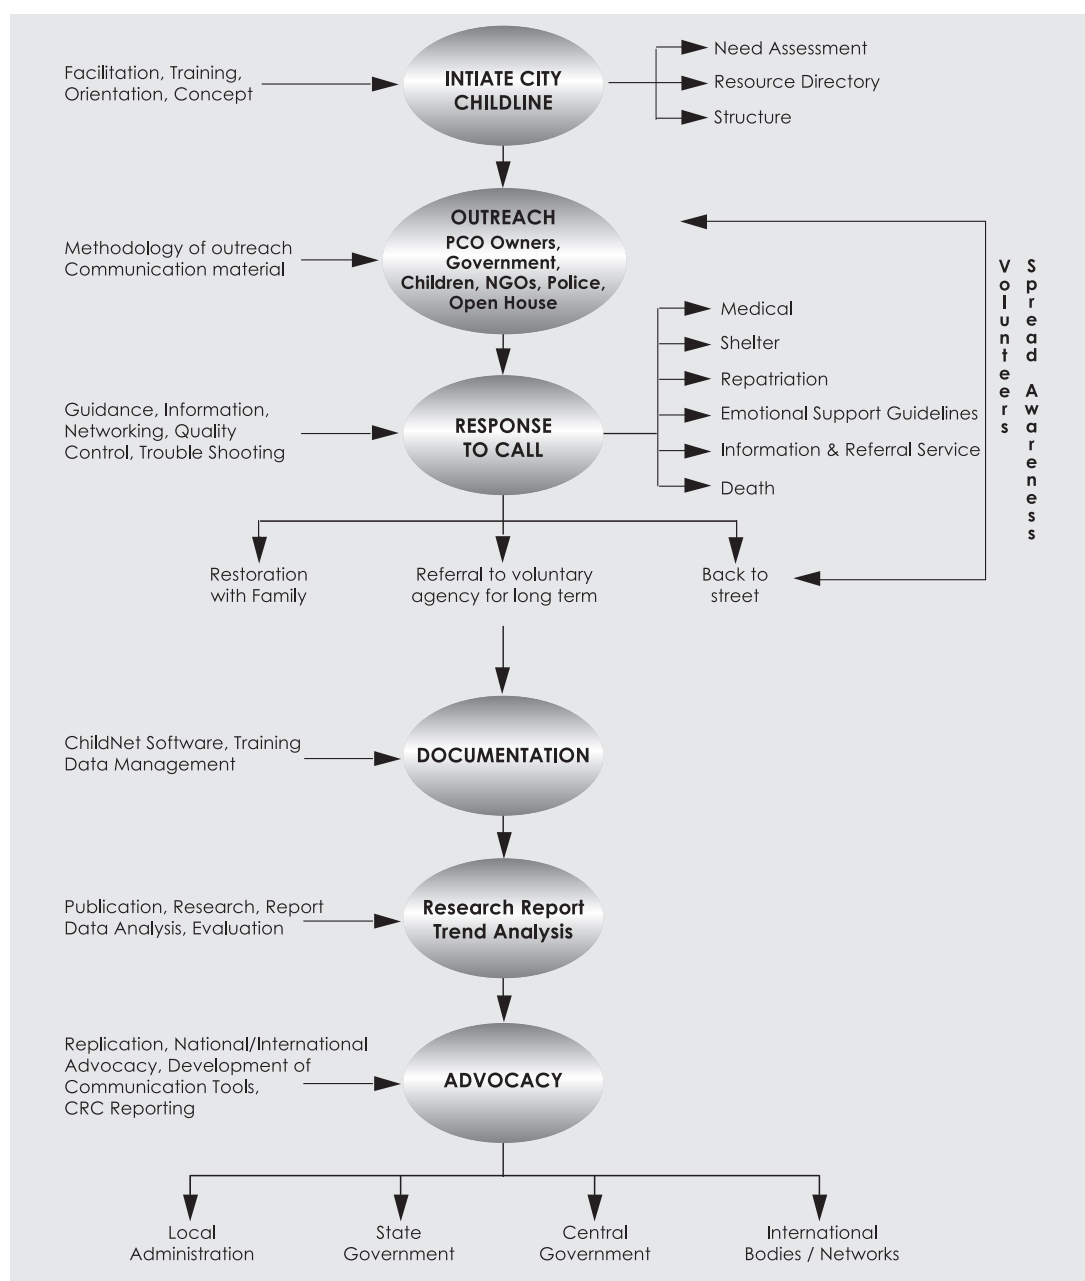 Facilitation, Training,
Orientation, Concept
INTIATE CITY
CHILDLINE
Need Assessment
Resource Directory
Structure
Methodology of outreach
Communication material
OUTREACH
PCO Owners,
Government,
Children, NGOs, Police,
Open House
Volunteers
Spread Awareness
Guidance, Information,
Networking, Quality
Control, Trouble Shooting
RESPONSE
TO CALL
Medical
Shelter
Repatriation
Emotional Support Guidelines
Information & Referral Service
Death
Restoration
with Family
Referral to voluntary
agency for long term
Back to
street
ChildNet Software, Training
Data Management
DOCUMENTATION
Publication, Research, Report
Data Analysis, Evaluation
Research Report
Trend Analysis
Replication, National/International
Advocacy, Development of
Communication Tools,
CRC Reporting
ADVOCACY
Local
Administration
State
Government
Central
Government
International
Bodies / Networks